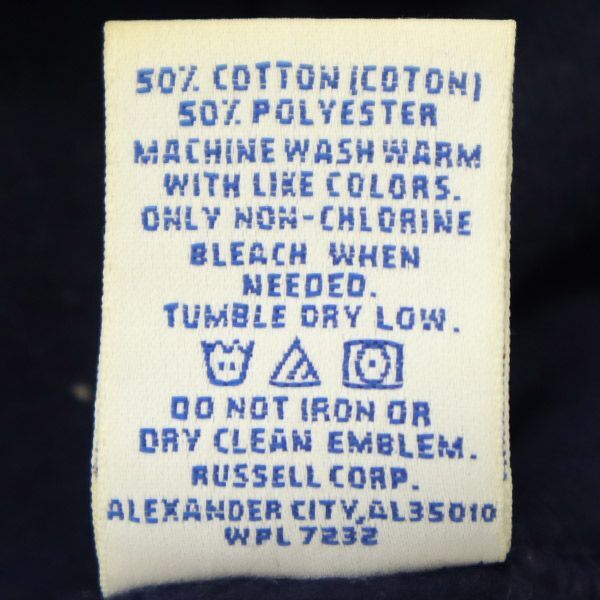 50% COTTON (COTON)
50% POLYESTER
MACHINE WASH WARM
WITH LIKE COLORS.
ONLY NON-CHLORINE
BLEACH WHEN
NEEDED.
TUMBLE DRY LOW.
DO NOT IRON OR
DRY CLEAN EMBLEM.
RUSSELL CORP.
ALEXANDER CITY,AL35010
WPL 7232